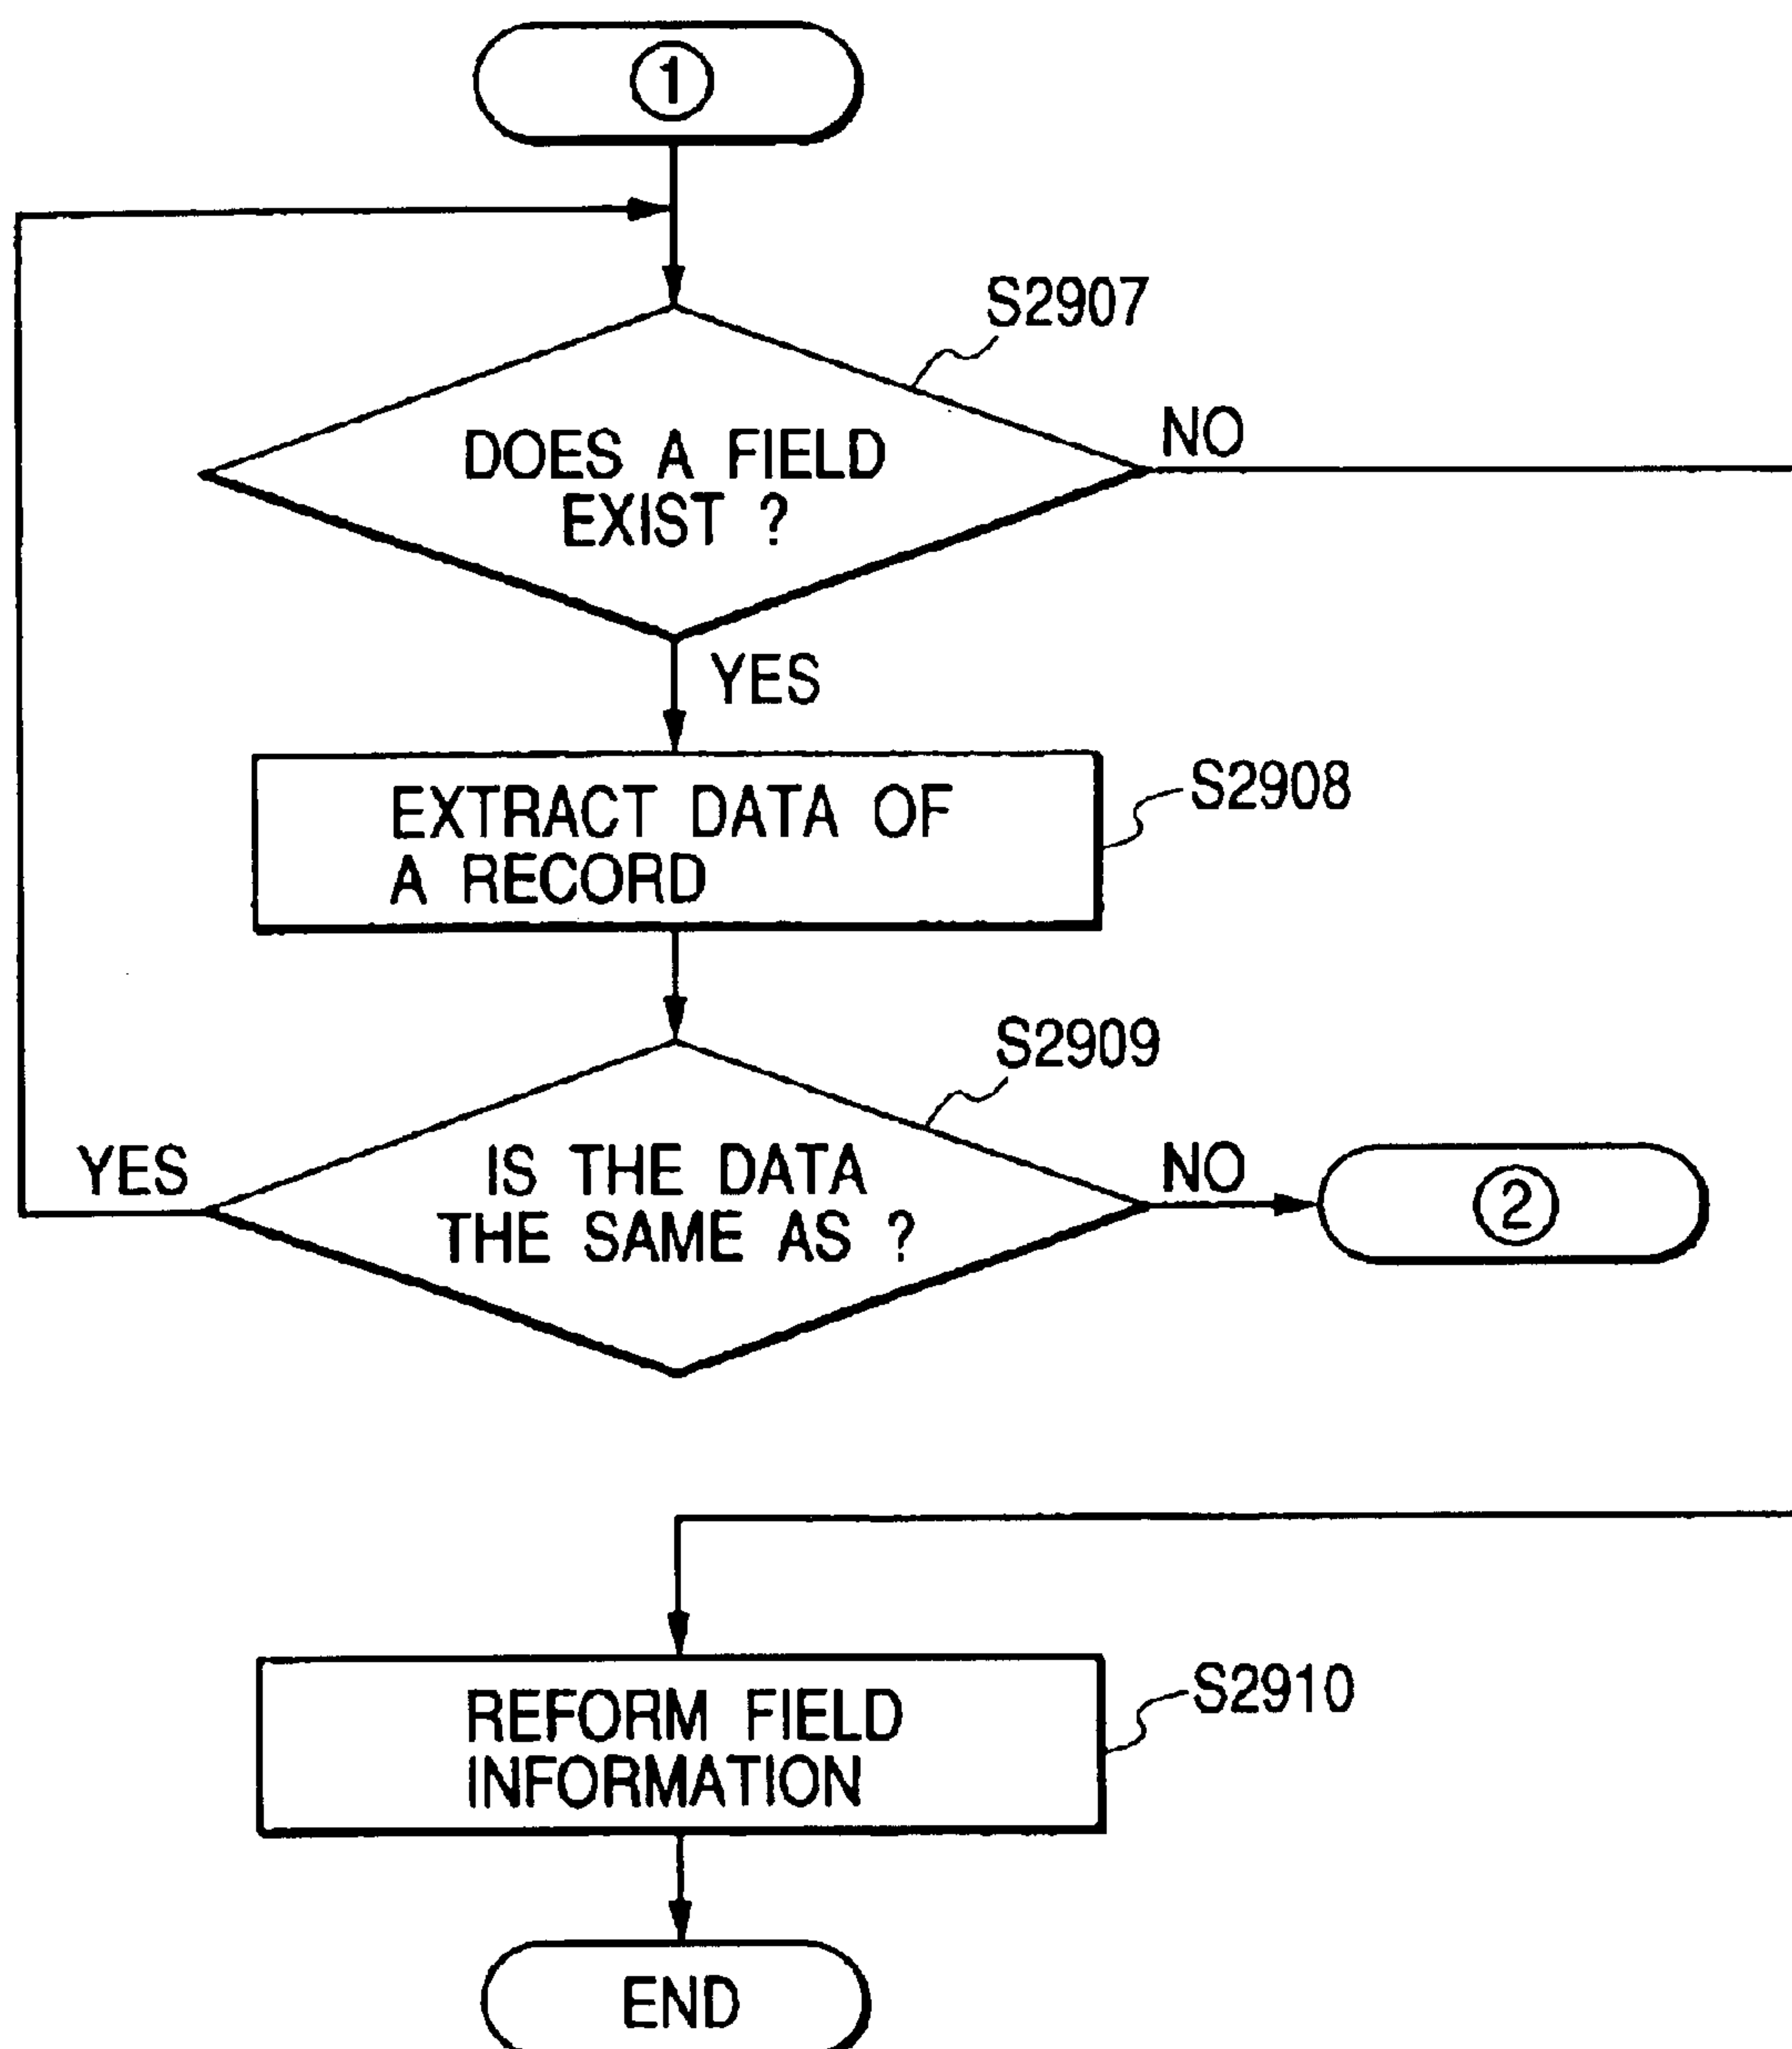 ①
S2907
DOES A FIELD
EXIST ?
NO
YES
S2908
EXTRACT DATA OF
A RECORD
S2909
IS THE DATA
THE SAME AS ?
YES
NO
②
S2910
REFORM FIELD
INFORMATION
END